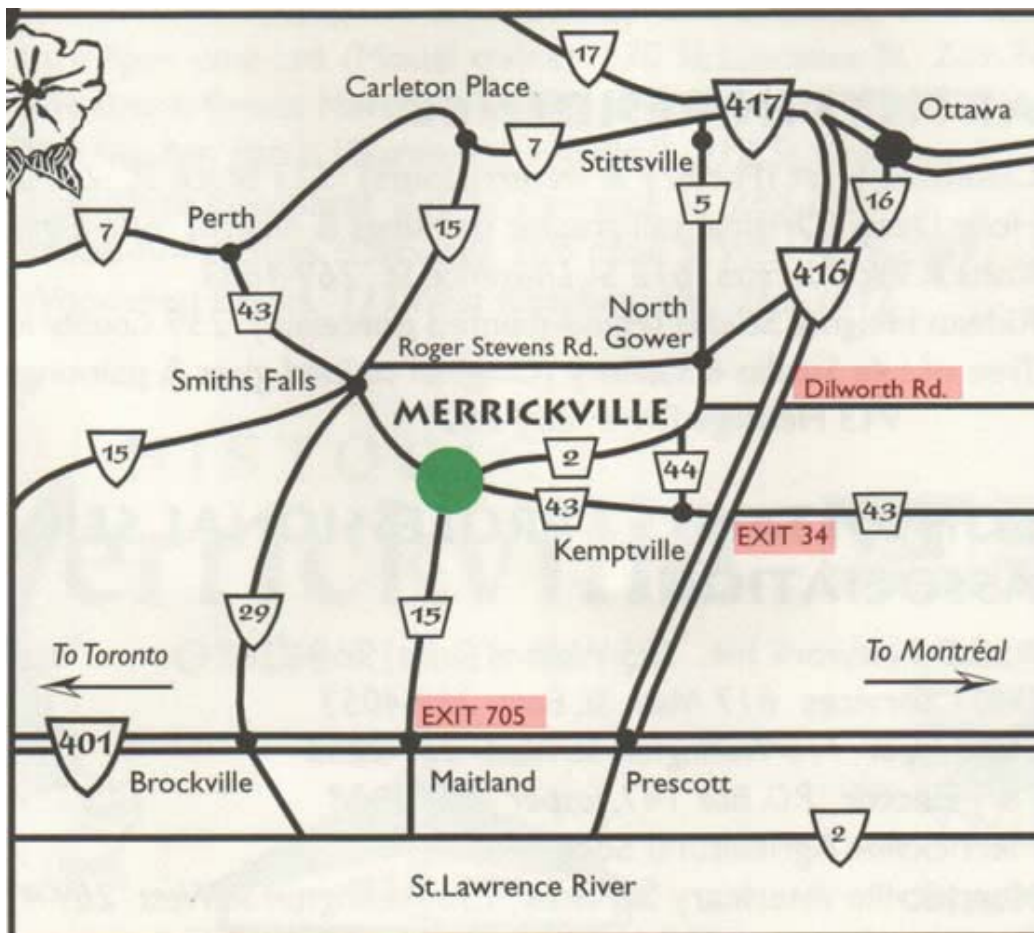 17
Carleton Place
417
Ottawa
7
Stittsville
5
16
7
Perth
15
416
43
North
Gower
Roger Stevens Rd.
Smiths Falls
Dilworth Rd.
MERRICKVILLE
15
2
44
43
43
EXIT 34
Kemptville
29
15
To Toronto
To Montréal
EXIT 705
401
Brockville
Maitland
Prescott
2
St.Lawrence River